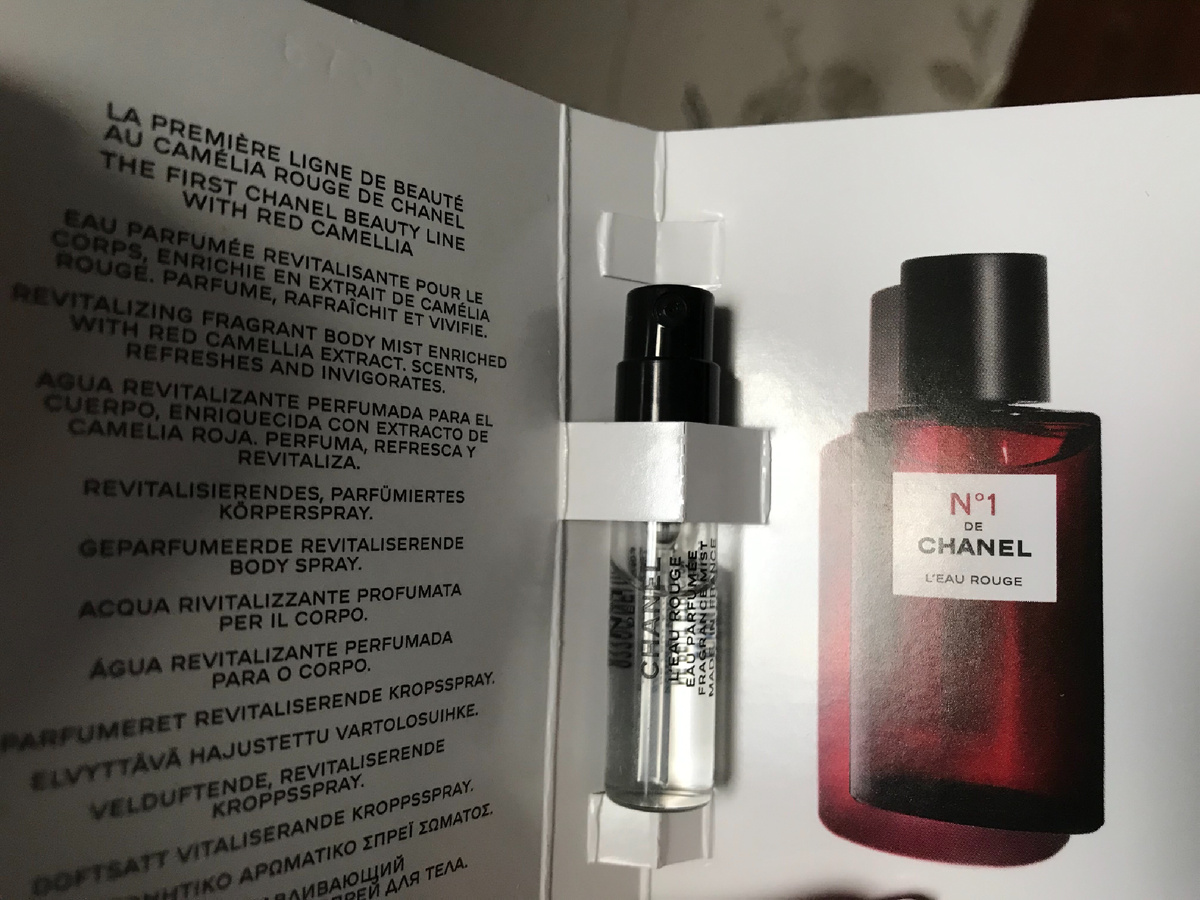 LA PREMIÈRE LIGNE DE BEAUTÉ
AU CAMÉLIA ROUGE DE CHANEL
THE FIRST CHANEL BEAUTY LINE
WITH RED CAMELLIA
EAU PARFUMÉE REVITALISANTE POUR LE
CORPS, ENRICHIE EN EXTRAIT DE CAMÉLIA
ROUGE. PARFUME, RAFRAÎCHIT ET VIVIFIE.
REVITALIZING FRAGRANT BODY MIST ENRICHED
WITH RED CAMELLIA EXTRACT. SCENTS,
REFRESHES AND INVIGORATES.
AGUA REVITALIZANTE PERFUMADA PARA EL
CUERPO, ENRIQUECIDA CON EXTRACTO DE
CAMELIA ROJA. PERFUMA, REFRESCA Y
REVITALIZA.
REVITALISIERENDES, PARFÜMIERTES
KÖRPERSPRAY.
GEPARFUMEERDE REVITALISERENDE
BODY SPRAY.
ACQUA RIVITALIZZANTE PROFUMATA
PER IL CORPO.
ÁGUA REVITALIZANTE PERFUMADA
PARA O CORPO.
PARFUMERET REVITALISERENDE KROPSSPRAY.
ELVYTTÄVÄ HAJUSTETTU VARTOLOSUIHKE.
VELDUFTENDE, REVITALISERENDE
KROPPSSPRAY.
DOFTSATT VITALISERANDE KROPPSSPRAY.
ΑΡΩΜΑΤΙΚΟ ΣΠΡΕΪ ΣΩΜΑΤΟΣ.
ДЛЯ ТЕЛА.
CHANEL
L'EAU ROUGE
EAU PARFUMÉE
FRAGRANCE MIST
MADE IN FRANCE
N°1
DE
CHANEL
L'EAU ROUGE